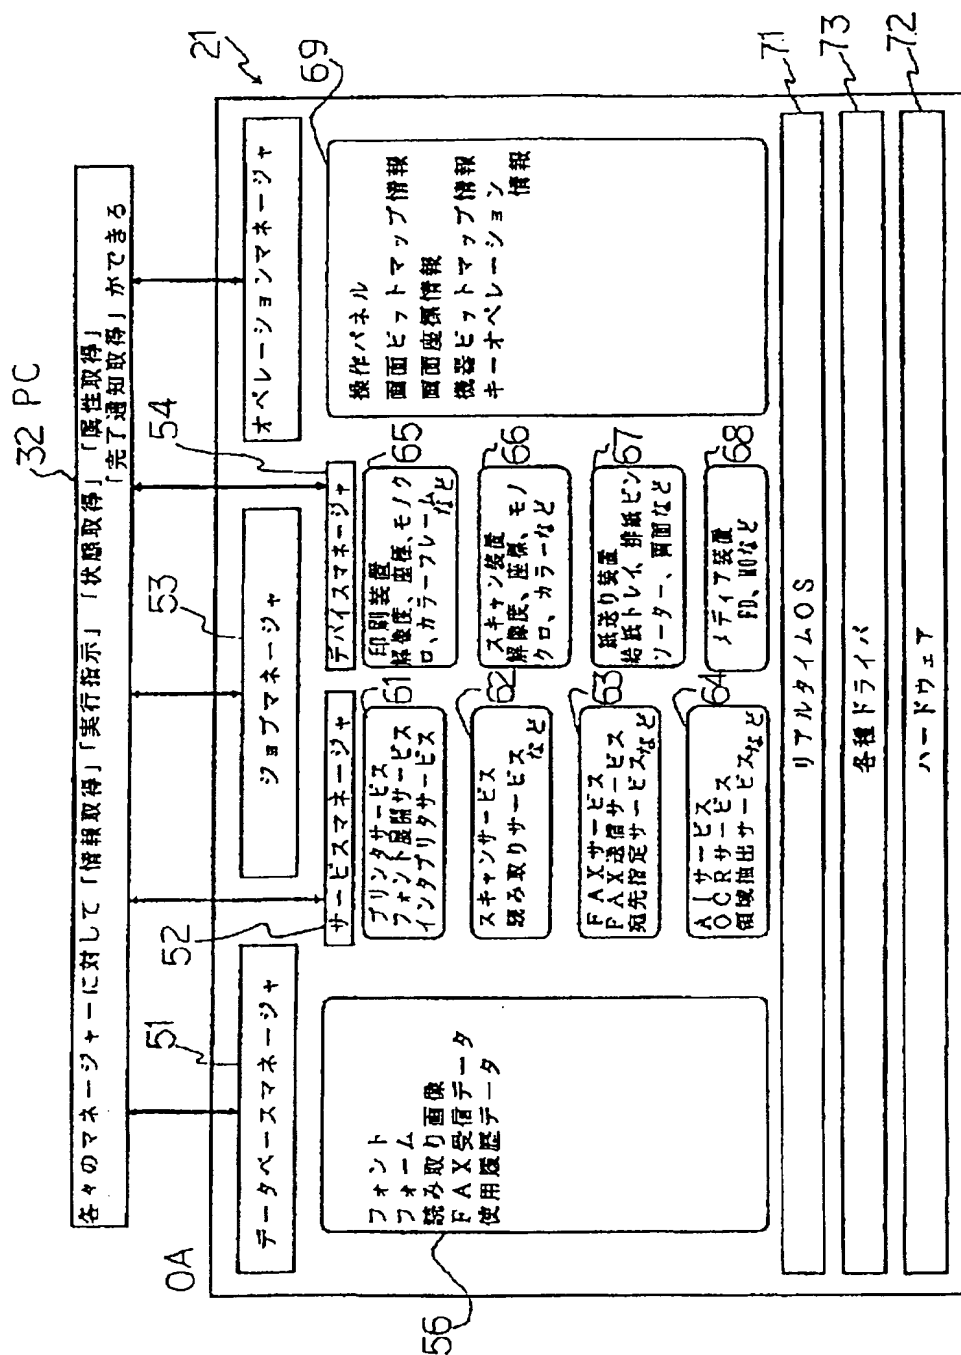 32 PC
各々のマネージャーに対して「情報取得」「実行指示」「状態取得」「属性取得」
「完了通知取得」ができる
OA
21
51
データベースマネージャ
52
サービスマネージャ
53
ジョブマネージャ
54
デバイスマネージャ
オペレーションマネージャ
56
フォント
フォーム
読み取り画像
FAX受信データ
使用履歴データ
61
プリンタサービス
フォント展開サービス
インタプリタサービス
62
スキャンサービス
読み取りサービス
など
63
FAXサービス
FAX送信サービス
宛先指定サービスなど
64
AIサービス
OCRサービス
領域抽出サービスなど
65
印刷装置
解像度、座標、モノク
ロ、カラーフレーム
など
66
スキャン装置
解像度、座標、モノ
クロ、カラーなど
67
紙送り装置
給紙トレイ、排紙ビン
ソーター、両面など
68
メディア装置
FD、MOなど
69
操作パネル
画面ビットマップ情報
画面座標情報
機器ビットマップ情報
キーオペレーション
情報
リアルタイムOS
71
各種ドライバ
73
ハードウェア
72